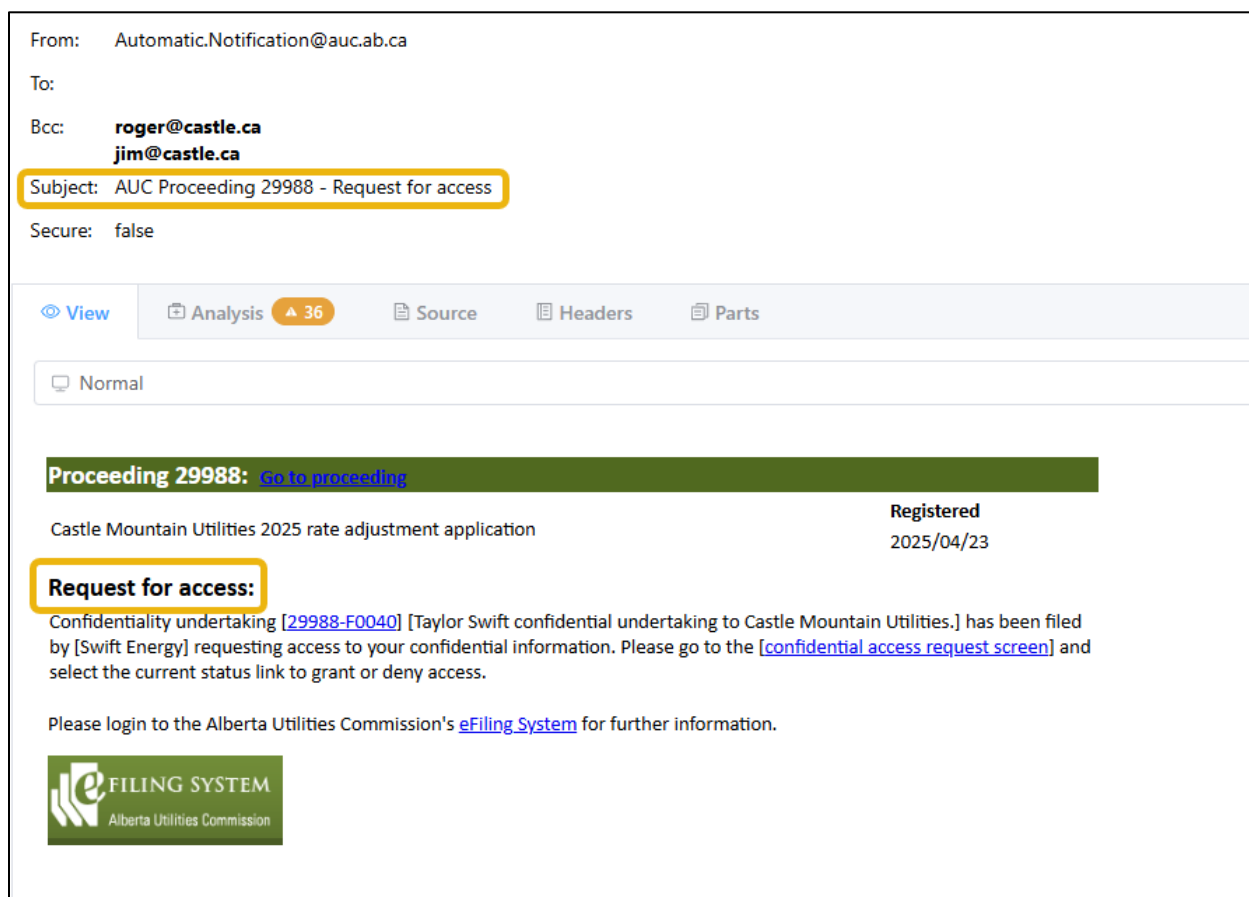 From: Automatic.Notification@auc.ab.ca
To:
Bcc: roger@castle.ca
jim@castle.ca
Subject: AUC Proceeding 29988 - Request for access
Secure: false
View Analysis 36 Source Headers Parts
Normal
Proceeding 29988: Go to proceeding
Registered
Castle Mountain Utilities 2025 rate adjustment application
2025/04/23
Request for access:
Confidentiality undertaking [29988-F0040] [Taylor Swift confidential undertaking to Castle Mountain Utilities.] has been filed
by [Swift Energy] requesting access to your confidential information. Please go to the [confidential access request screen] and
select the current status link to grant or deny access.
Please login to the Alberta Utilities Commission's eFiling System for further information.
e FILING SYSTEM
Alberta Utilities Commission